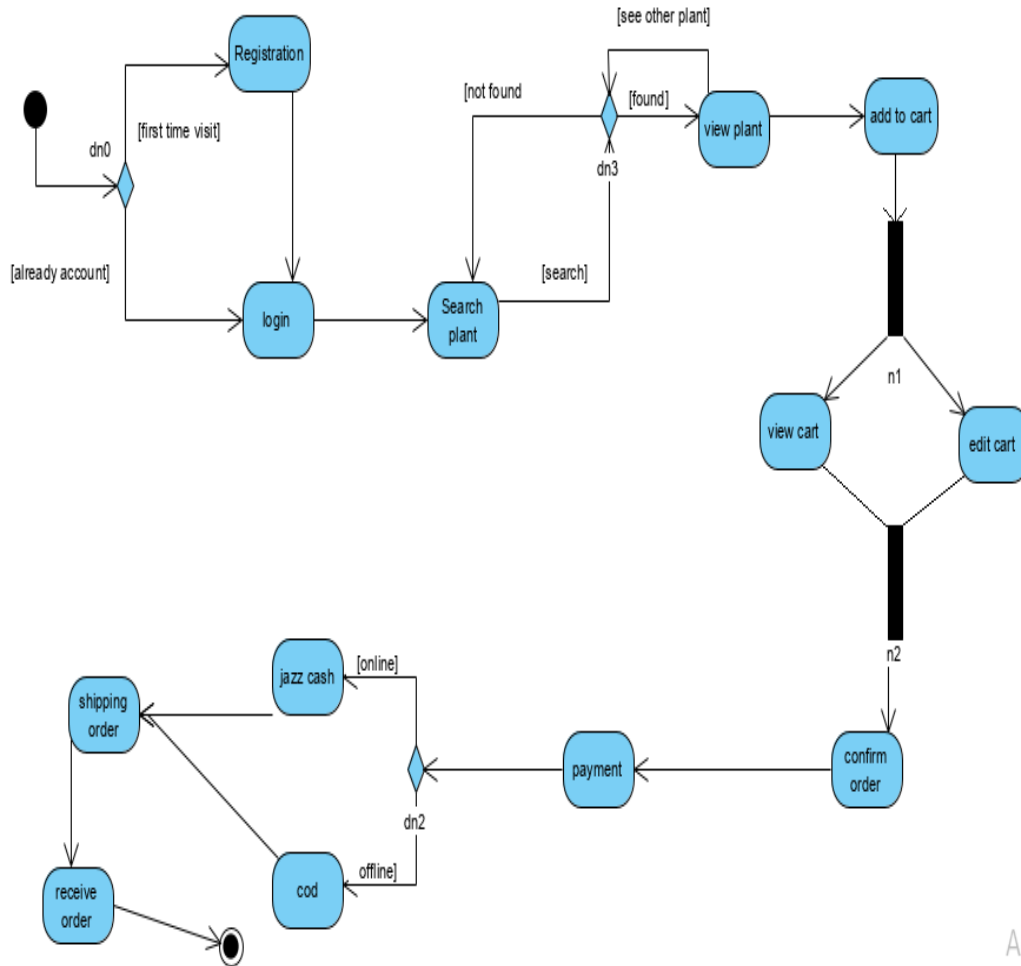 [see other plant]
Registration
[not found
[found]
view plant
add to cart
[first time visit]
dn0
dn3
[already account]
[search]
login
Search
plant
n1
view cart
edit cart
n2
[online]
jazz cash
shipping
order
payment
confirm
order
dn2
offline]
cod
receive
order
A